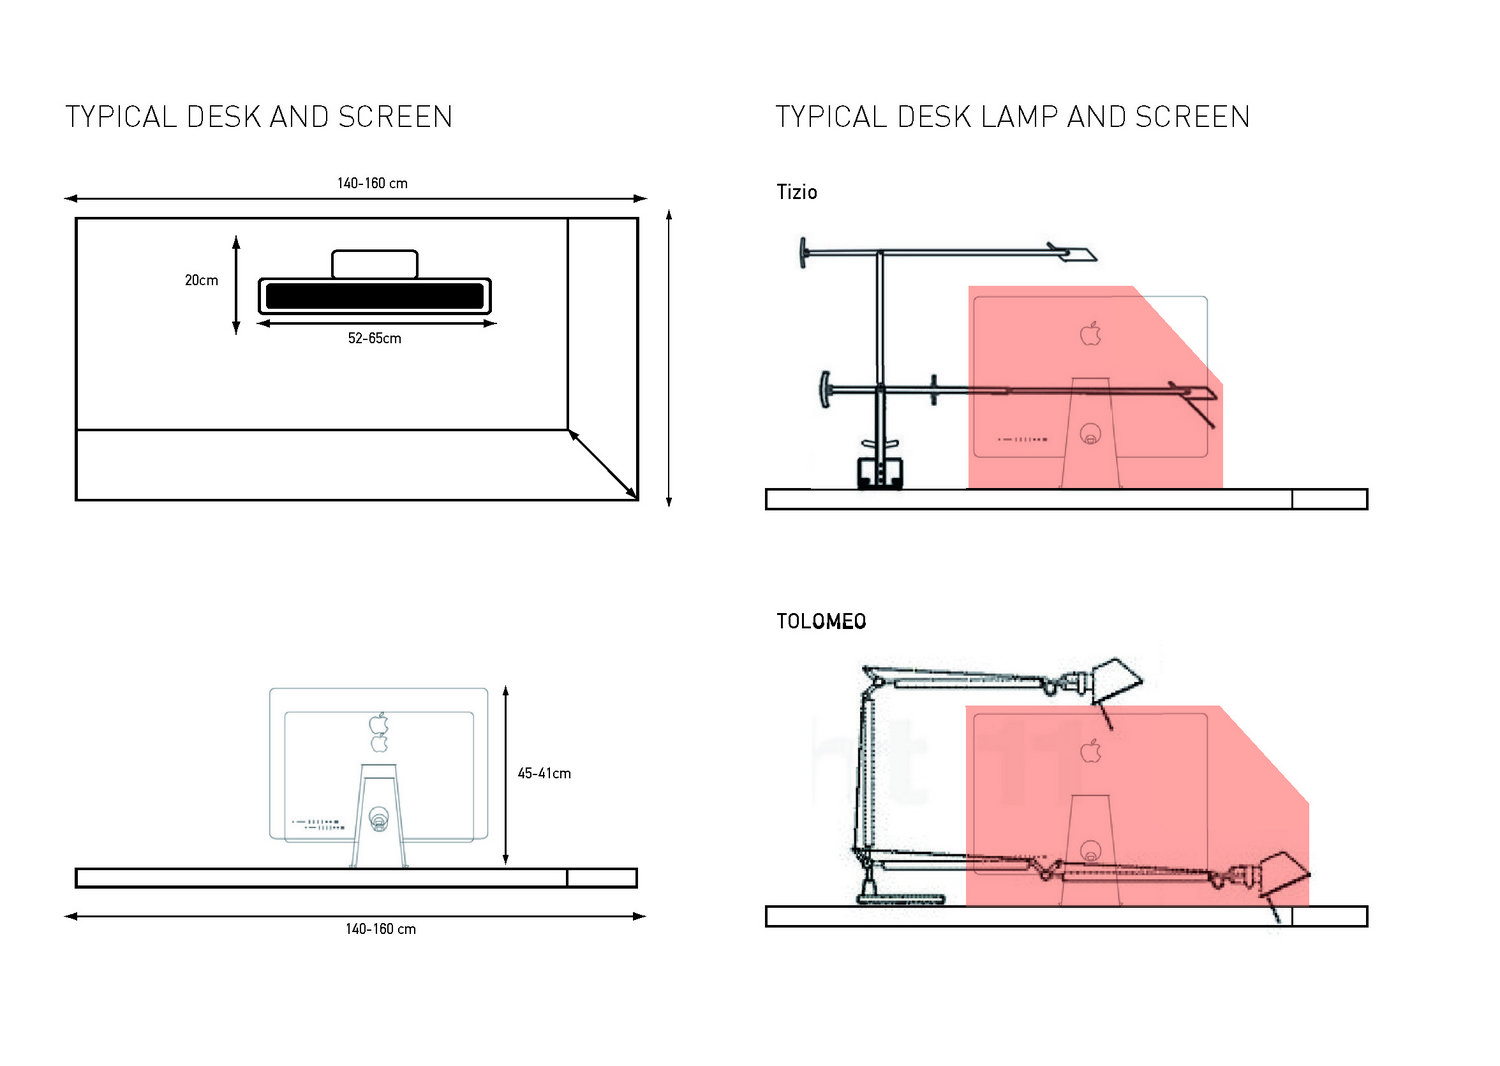 TYPICAL DESK AND SCREEN
140-160 cm
20cm
52-65cm
45-41cm
140-160 cm
TYPICAL DESK LAMP AND SCREEN
Tizio
TOLOMEO